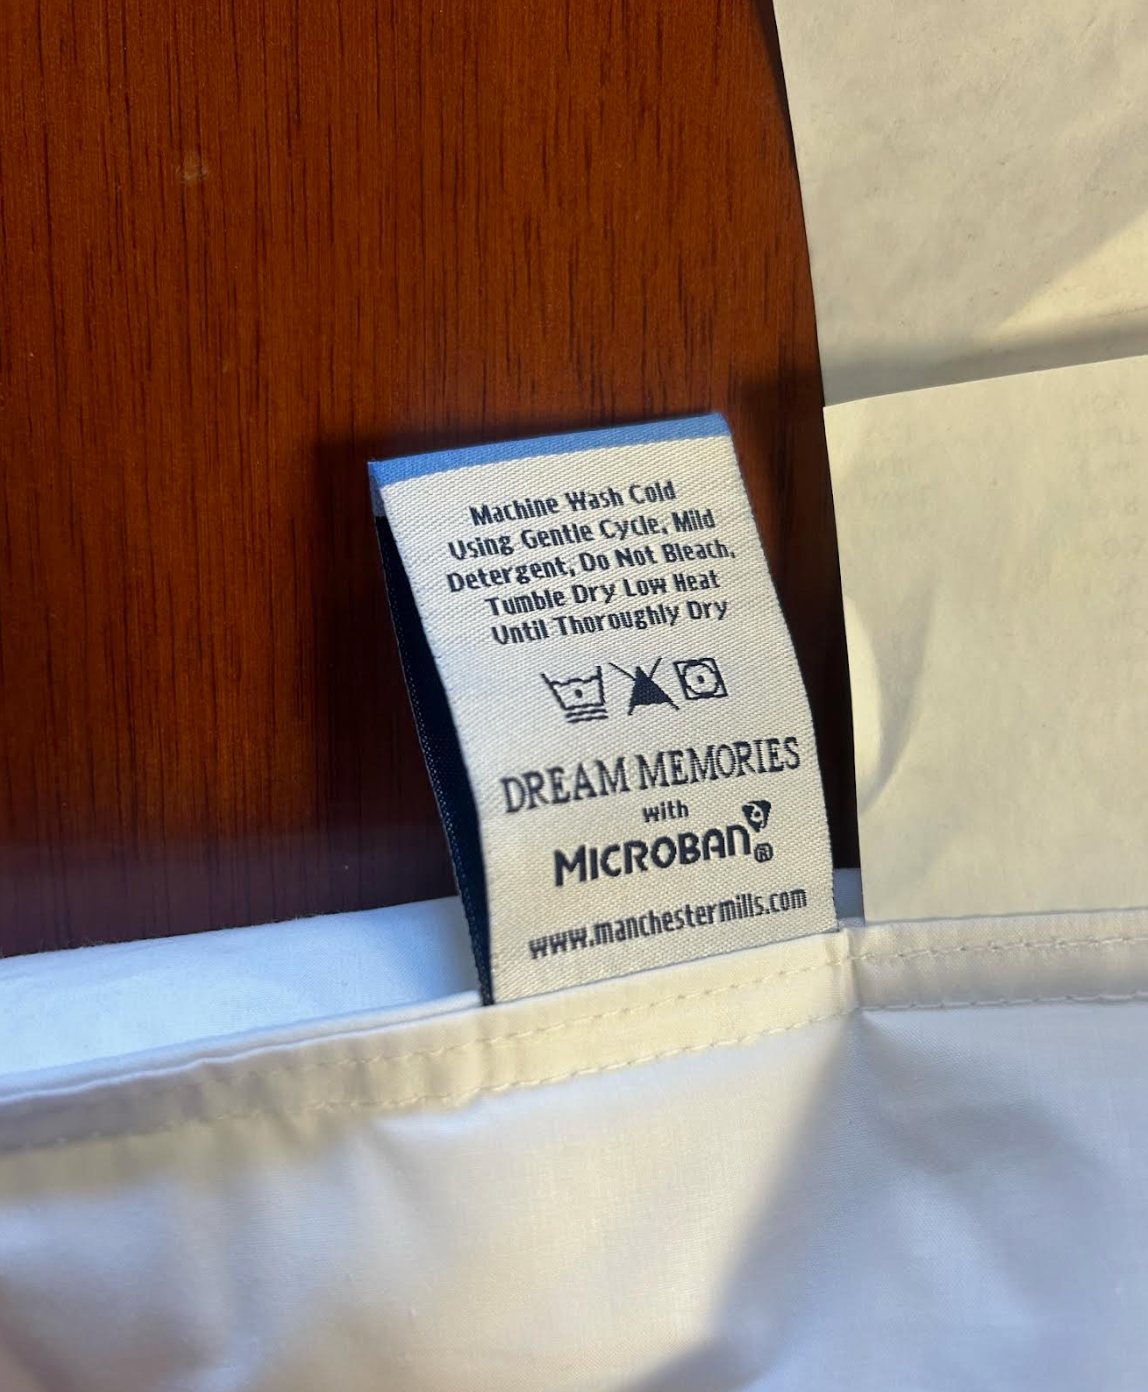 Machine Wash Cold
Using Gentle Cycle, Mild
Detergent, Do Not Bleach,
Tumble Dry Low Heat
Until Thoroughly Dry
DREAM MEMORIES
with
MICROBAN®
www.manchestermills.com